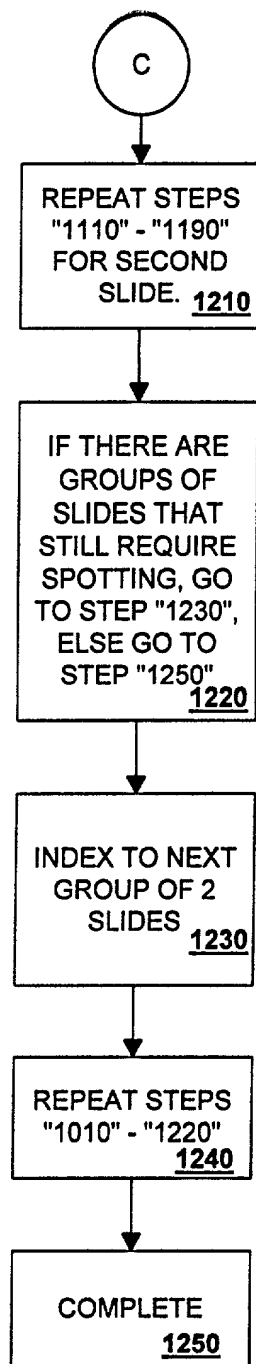 C
REPEAT STEPS
"1110" - "1190"
FOR SECOND
SLIDE. 1210
IF THERE ARE
GROUPS OF
SLIDES THAT
STILL REQUIRE
SPOTTING, GO
TO STEP "1230",
ELSE GO TO
STEP "1250"
1220
INDEX TO NEXT
GROUP OF 2
SLIDES
1230
REPEAT STEPS
"1010" - "1220"
1240
COMPLETE
1250